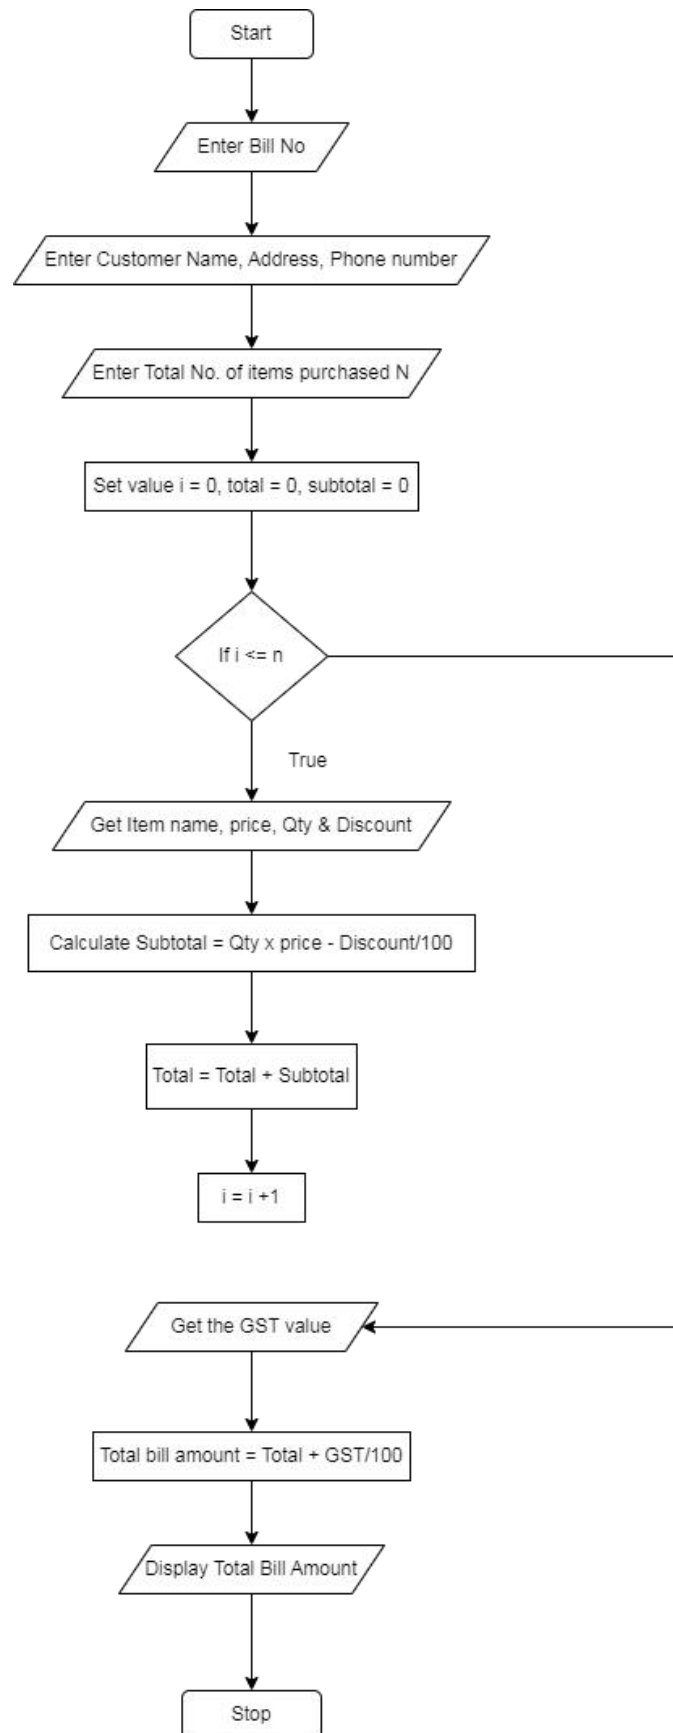 Start
Enter Bill No
Enter Customer Name, Address, Phone number
Enter Total No. of items purchased N
Set value i = 0, total = 0, subtotal = 0
If i <= n
True
Get Item name, price, Qty & Discount
Calculate Subtotal = Qty x price - Discount/100
Total = Total + Subtotal
i = i +1
Get the GST value
Total bill amount = Total + GST/100
Display Total Bill Amount
Stop